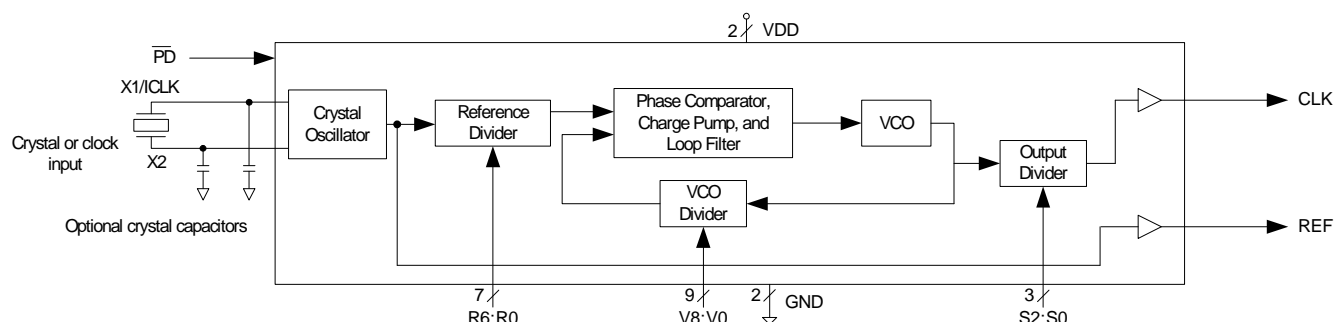 2 VDD
PD
X1/ICLK
Crystal
Oscillator
Reference
Divider
Phase Comparator,
Charge Pump, and
Loop Filter
VCO
CLK
Crystal or clock
input
X2
Output
Divider
VCO
Divider
Optional crystal capacitors
REF
7
9
2
GND
3
R6:R0
V8:V0
S2:S0